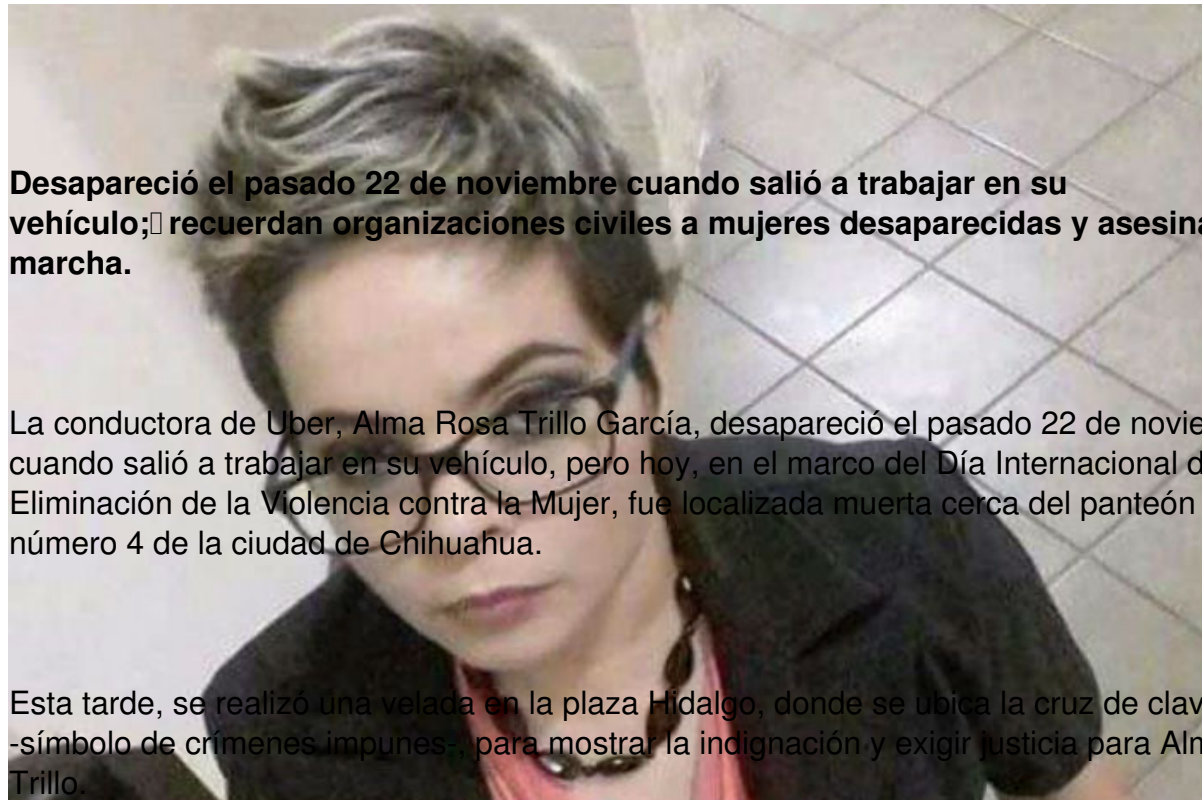 Desapareció el pasado 22 de noviembre cuando salió a trabajar en su
vehículo; recuerdan organizaciones civiles a mujeres desaparecidas y asesina
marcha.
La conductora de Uber, Alma Rosa Trillo García, desapareció el pasado 22 de novie
cuando salió a trabajar en su vehículo, pero hoy, en el marco del Día Internacional d
Eliminación de la Violencia contra la Mujer, fue localizada muerta cerca del panteón
número 4 de la ciudad de Chihuahua.
Esta tarde, se realizó una velada en la plaza Hidalgo, donde se ubica la cruz de clav
-símbolo de crímenes impunes-, para mostrar la indignación y exigir justicia para Alm
Trillo.